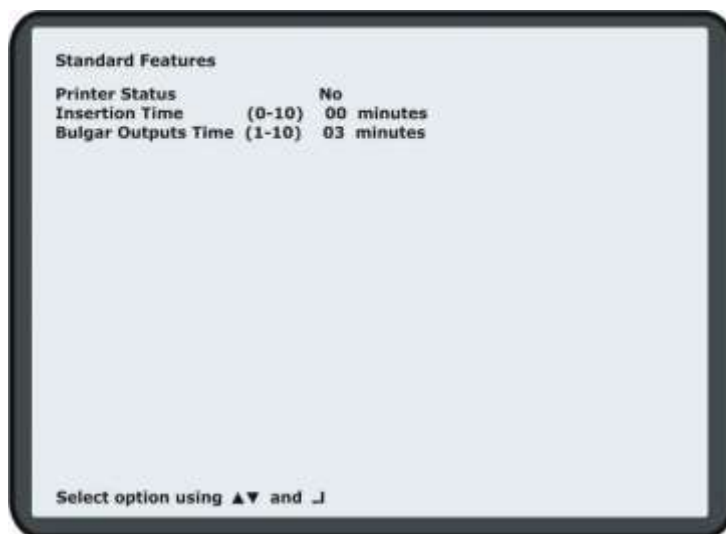 Standard Features
Printer Status No
Insertion Time (0-10) 00 minutes
Bulgar Outputs Time (1-10) 03 minutes
Select option using ▲▼ and ┘